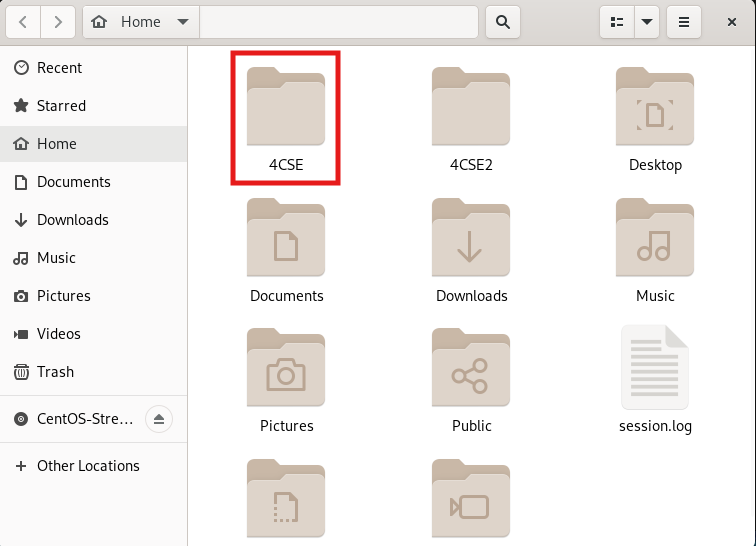 Home
Recent
Starred
Home
Documents
Downloads
Music
Pictures
Videos
Trash
CentOS-Stre...
Other Locations
4CSE
4CSE2
Desktop
Documents
Downloads
Music
Pictures
Public
session.log